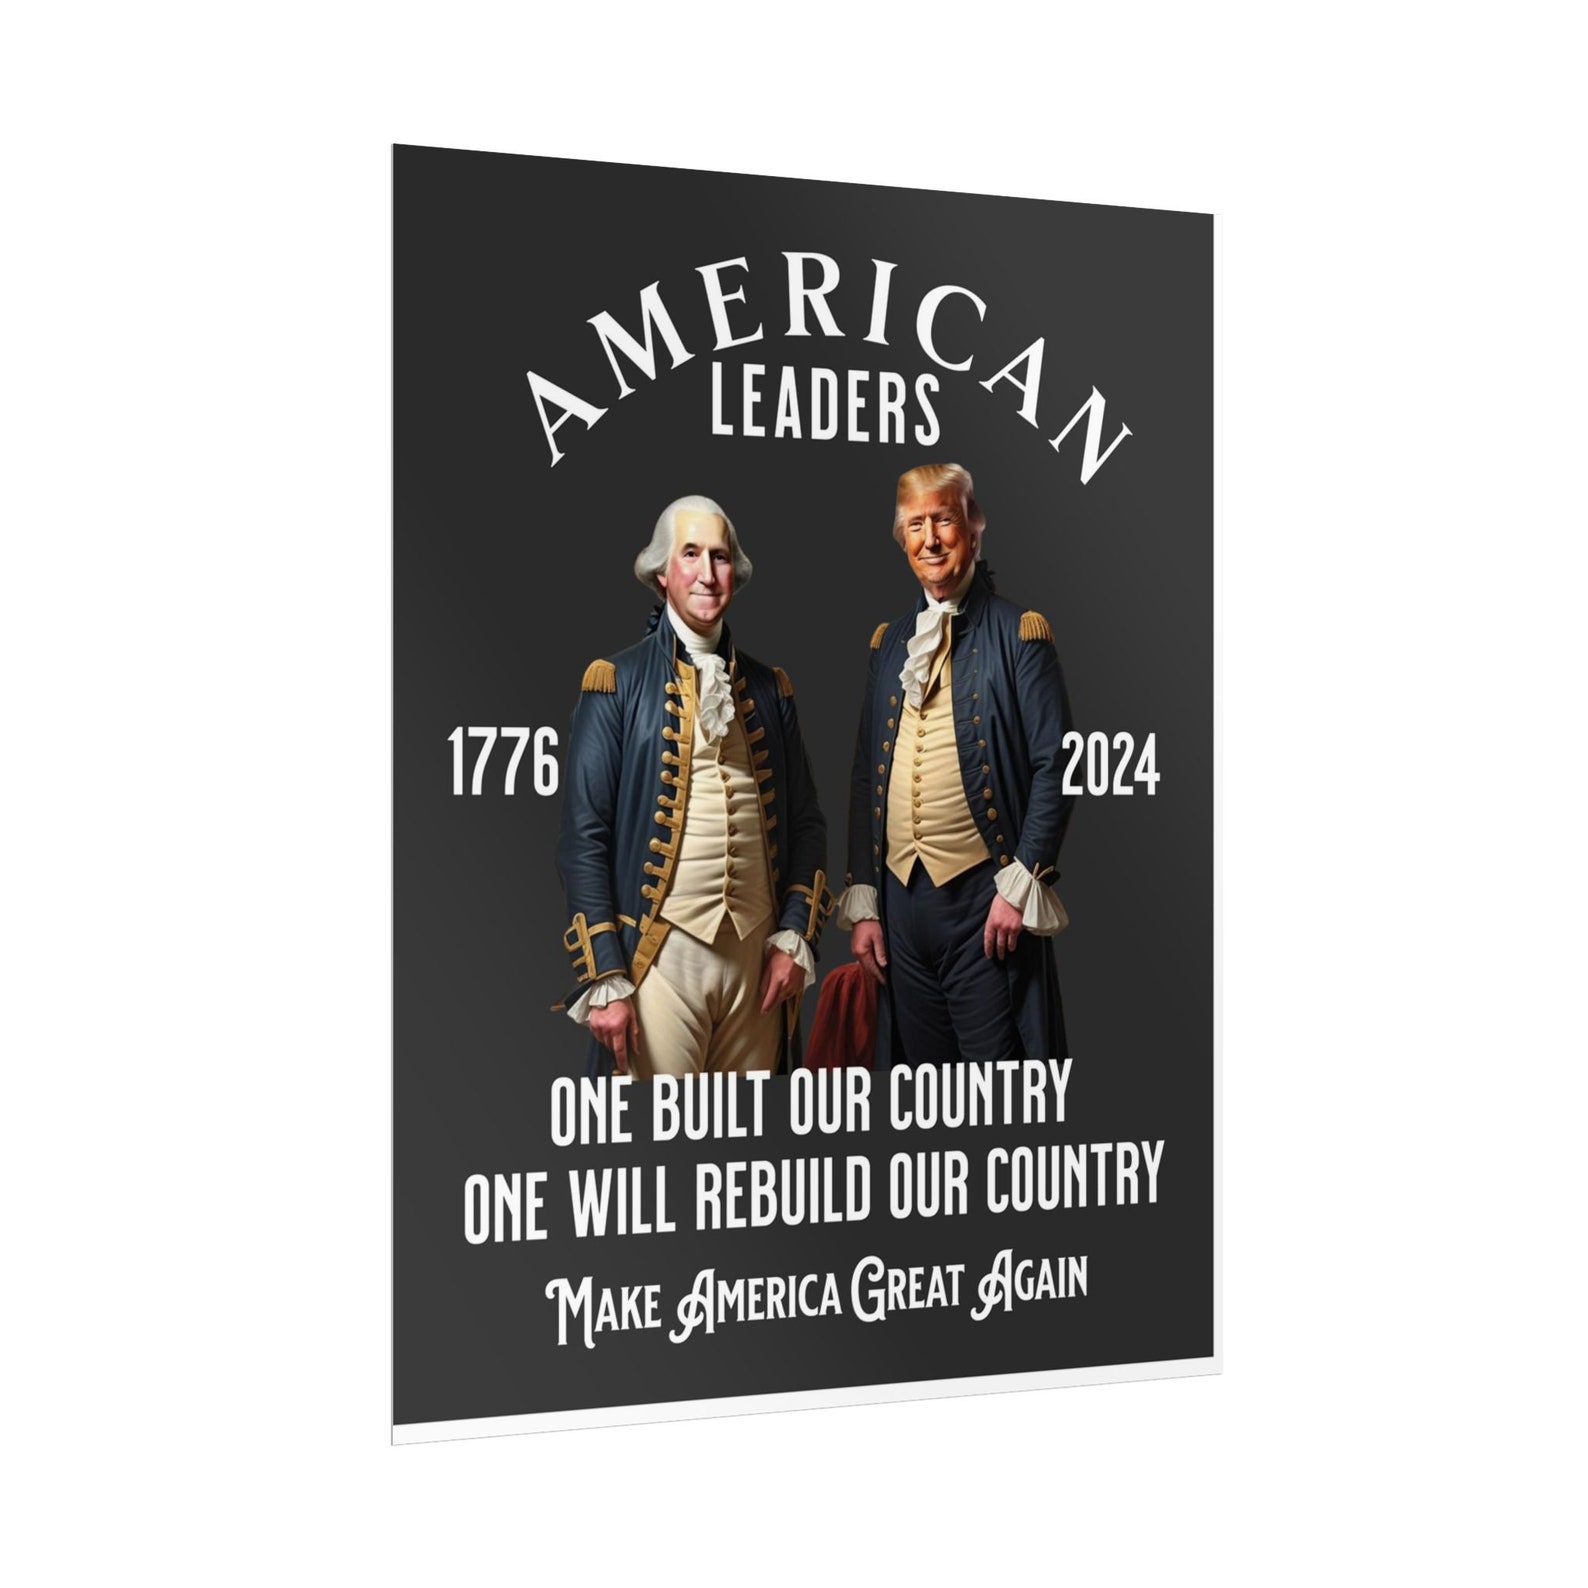 AMERICAN
LEADERS
1776
2024
ONE BUILT OUR COUNTRY
ONE WILL REBUILD OUR COUNTRY
Make America Great Again